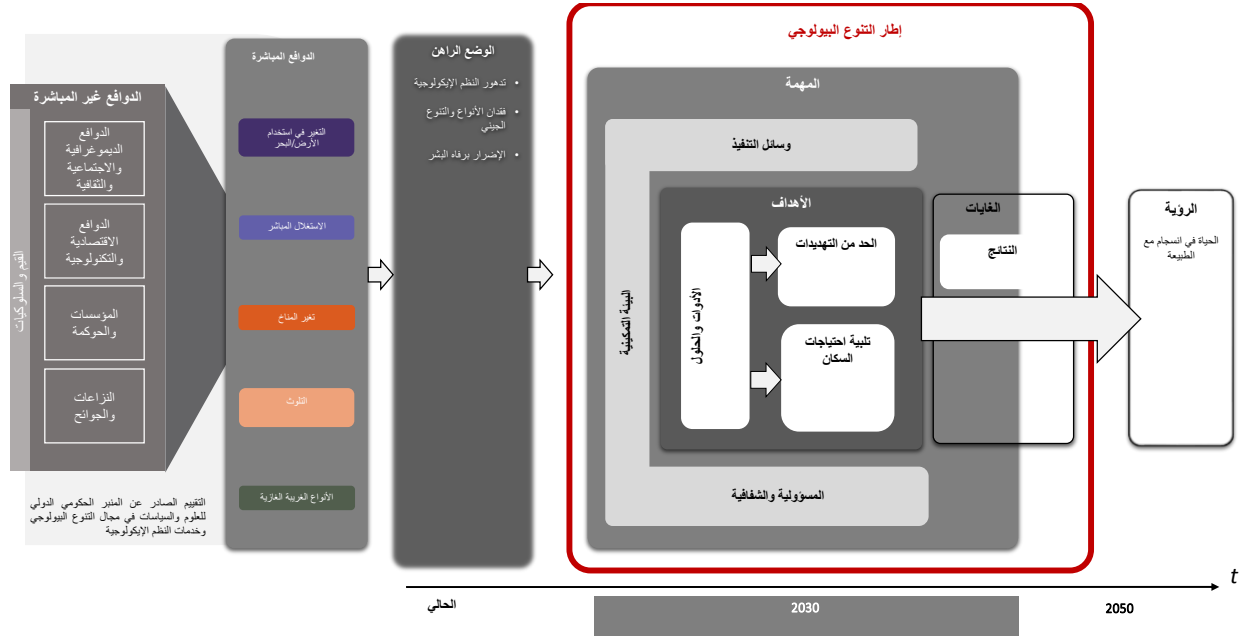 الدوافع غير المباشرة
القيم والسلوكيات
الدوافع
الديموغرافية
والاجتماعية
والثقافية
الدوافع
الاقتصادية
والتكنولوجية
المؤسسات
والحوكمة
النزاعات
والجوائح
التقييم الصادر عن المنبر الحكومي الدولي
للعلوم والسياسات في مجال التنوع البيولوجي
وخدمات النظم الإيكولوجية
الدوافع المباشرة
التغير في استخدام
الأرض/البحر
الاستغلال المباشر
تغير المناخ
التلوث
الأنواع الغريبة الغازية
الوضع الراهن
• تدهور النظم الإيكولوجية
• فقدان الأنواع والتنوع
الجيني
• الإضرار برفاه البشر
إطار التنوع البيولوجي
المهمة
وسائل التنفيذ
البيئة التمكينية
المسؤولية والشفافية
الأهداف
الأدوات والحلول
الحد من التهديدات
تلبية احتياجات
السكان
الغايات
النتائج
الرؤية
الحياة في انسجام مع
الطبيعة
t
الحالي
2030
2050